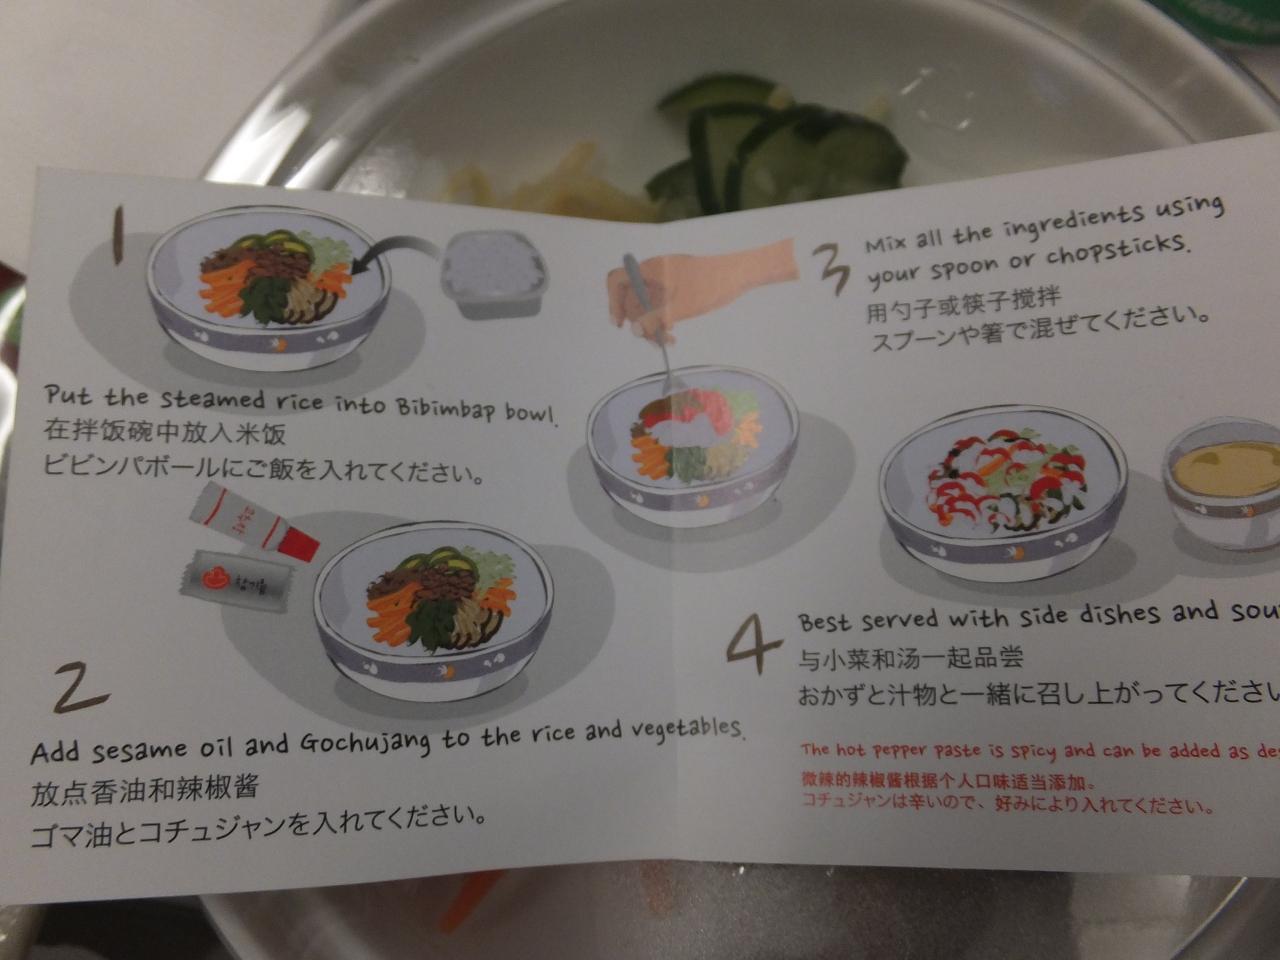 1
Put the steamed rice into Bibimbap bowl.
在拌饭碗中放入米饭
ビビンパボールにご飯を入れてください。
고추장
참기름
2
Add sesame oil and Gochujang to the rice and vegetables.
放点香油和辣椒酱
ゴマ油とコチュジャンを入れてください。
3
Mix all the ingredients using
your spoon or chopsticks.
用勺子或筷子搅拌
スプーンや箸で混ぜてください。
4
Best served with side dishes and
与小菜和汤一起品尝
おかずと汁物と一緒に召し上がってください
The hot pepper paste is spicy and can be added as
微辣的辣椒酱根据个人口味适当添加。
コチュジャンは辛いので、好みにより入れてください。